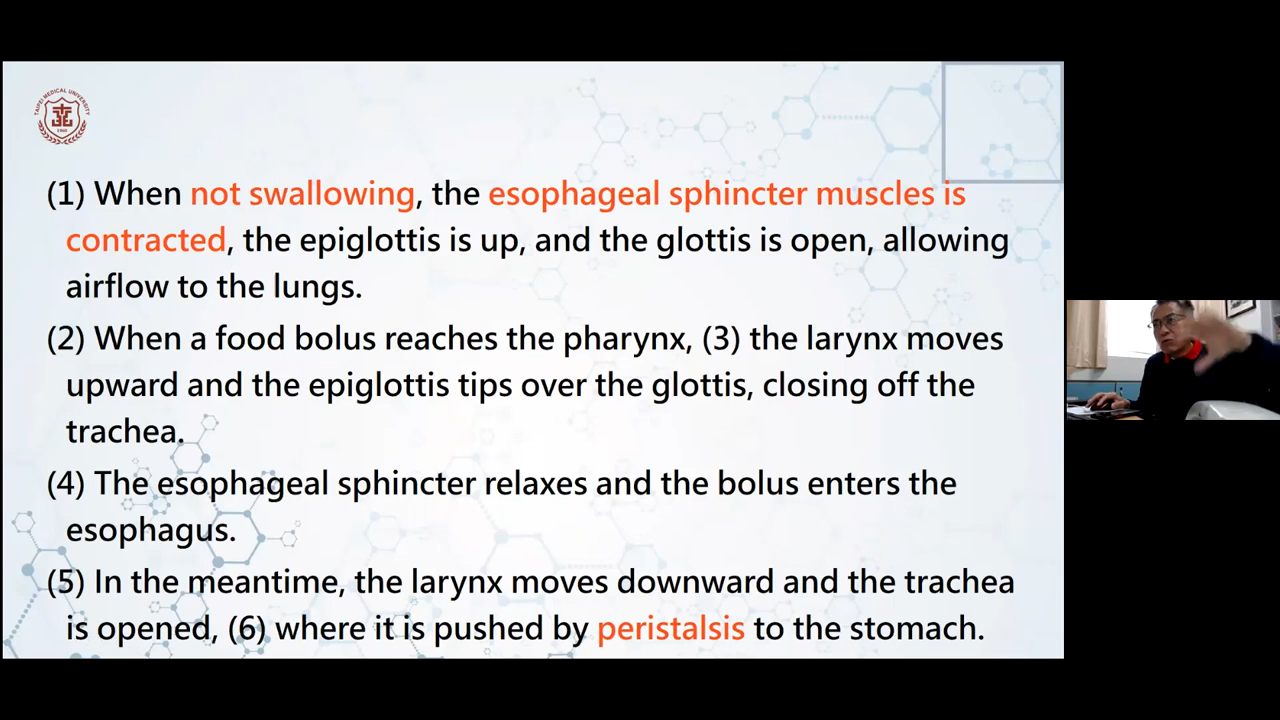 TAIPEI MEDICAL UNIVERSITY
1960
(1) When not swallowing, the esophageal sphincter muscles is
contracted, the epiglottis is up, and the glottis is open, allowing
airflow to the lungs.
(2) When a food bolus reaches the pharynx, (3) the larynx moves
upward and the epiglottis tips over the glottis, closing off the
trachea.
(4) The esophageal sphincter relaxes and the bolus enters the
esophagus.
(5) In the meantime, the larynx moves downward and the trachea
is opened, (6) where it is pushed by peristalsis to the stomach.